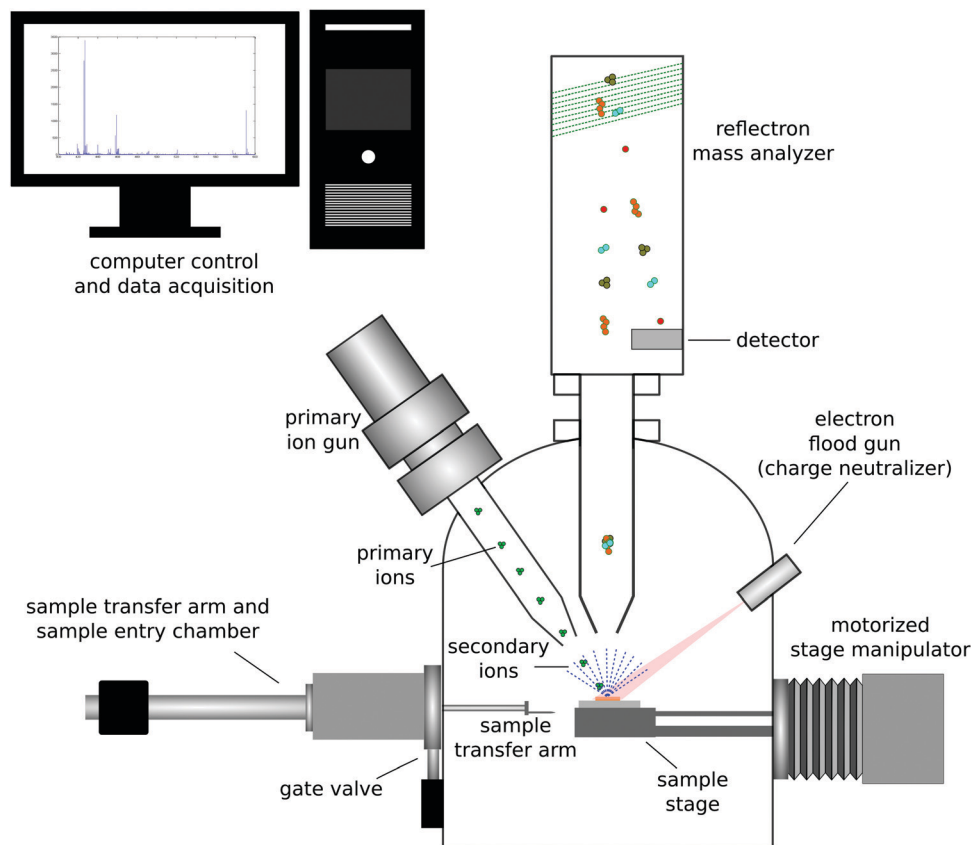 computer control
and data acquisition
reflectron
mass analyzer
detector
primary
ion gun
electron
flood gun
(charge neutralizer)
primary
ions
sample transfer arm and
sample entry chamber
secondary
ions
motorized
stage manipulator
sample
transfer arm
gate valve
sample
stage